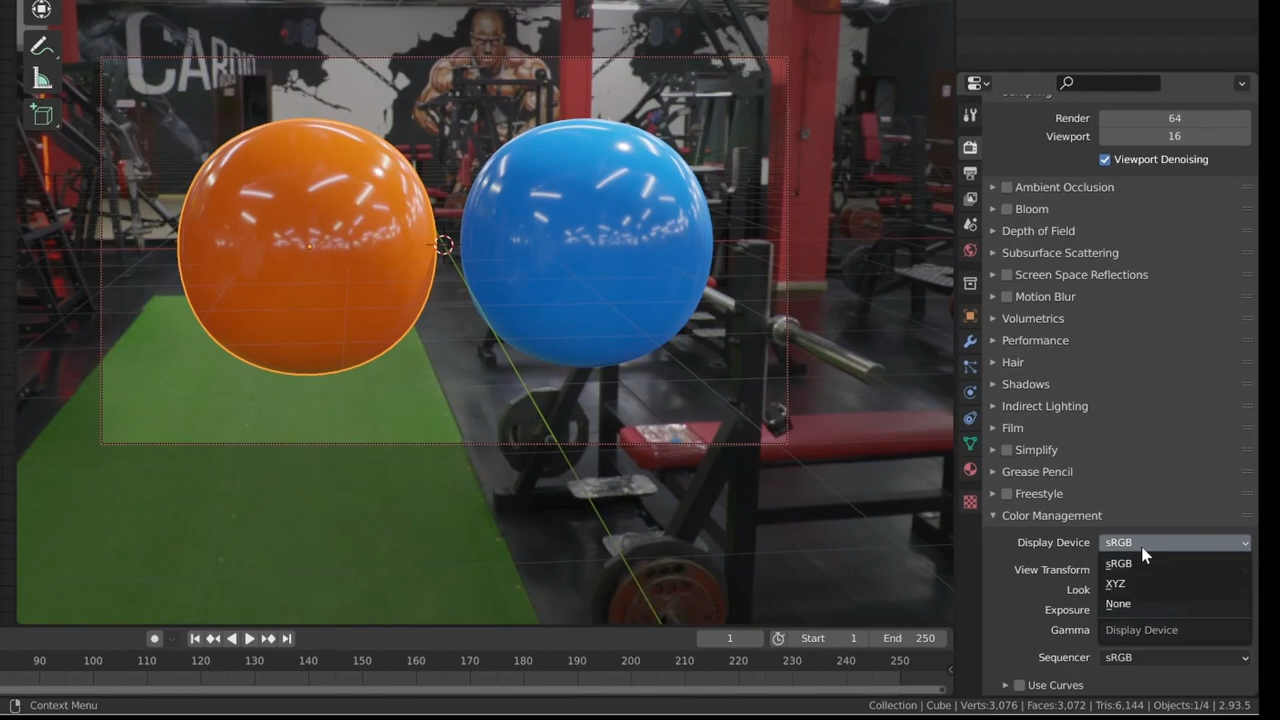 CARDIO
Render 64
Viewport 16
Viewport Denoising
Ambient Occlusion
Bloom
Depth of Field
Subsurface Scattering
Screen Space Reflections
Motion Blur
Volumetrics
Performance
Hair
Shadows
Indirect Lighting
Film
Simplify
Grease Pencil
Freestyle
Color Management
Display Device sRGB
sRGB
View Transform
XYZ
Look
None
Exposure
Gamma
Display Device
Sequencer sRGB
Use Curves
1 Start 1 End 250
90 100 110 120 130 140 150 160 170 180 190 200 210 220 230 240 250
Context Menu
Collection | Cube | Verts:3,076 | Faces:3,072 | Tris:6,144 | Objects:1/4 | 2.93.5